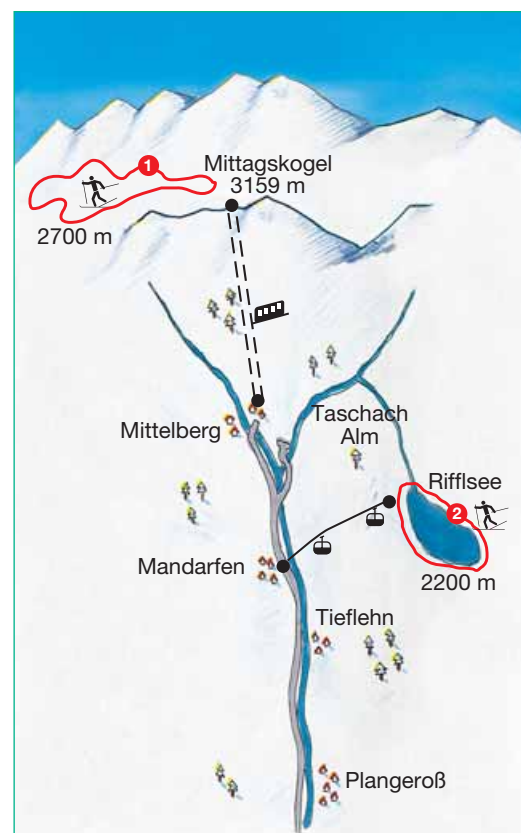 1
Mittagskogel
3159 m
2700 m
Mittelberg
Taschach
Alm
Rifflsee
2
Mandarfen
2200 m
Tieflehn
Plangeroß